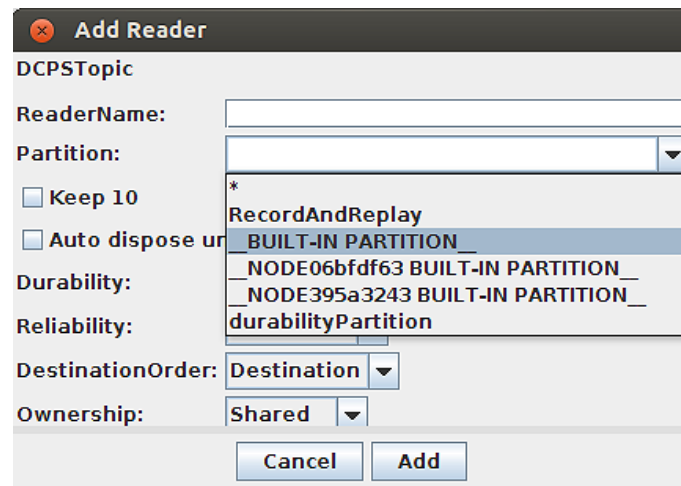 Add Reader
DCPSTopic
ReaderName:
Partition:
*
Keep 10
RecordAndReplay
Auto dispose ur
__BUILT-IN PARTITION__
__NODE06bfdf63 BUILT-IN PARTITION__
Durability:
__NODE395a3243 BUILT-IN PARTITION__
Reliability:
durabilityPartition
DestinationOrder: Destination
Ownership: Shared
Cancel Add